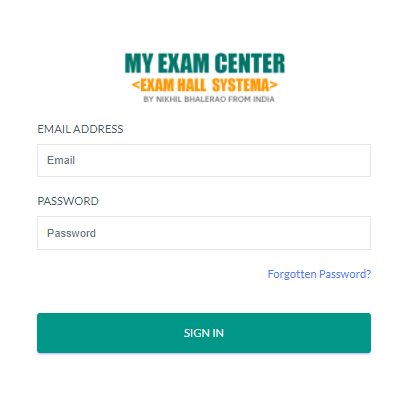 MY EXAM CENTER
<EXAM HALL SYSTEMA>
BY NIKHIL BHALERAO FROM INDIA
EMAIL ADDRESS
Email
PASSWORD
Password
Forgotten Password?
SIGN IN